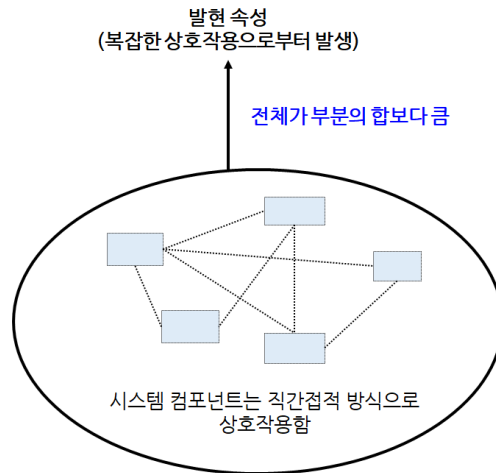 발현 속성
(복잡한 상호작용으로부터 발생)
전체가 부분의 합보다 큼
시스템 컴포넌트는 직간접적 방식으로
상호작용함